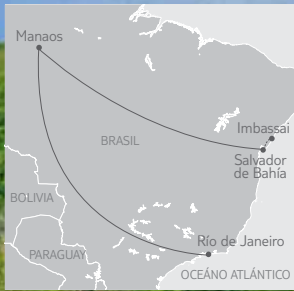 Manaos
BRASIL
Imbassai
Salvador
de Bahía
BOLIVIA
PARAGUAY
Río de Janeiro
OCEÁNO ATLÁNTICO